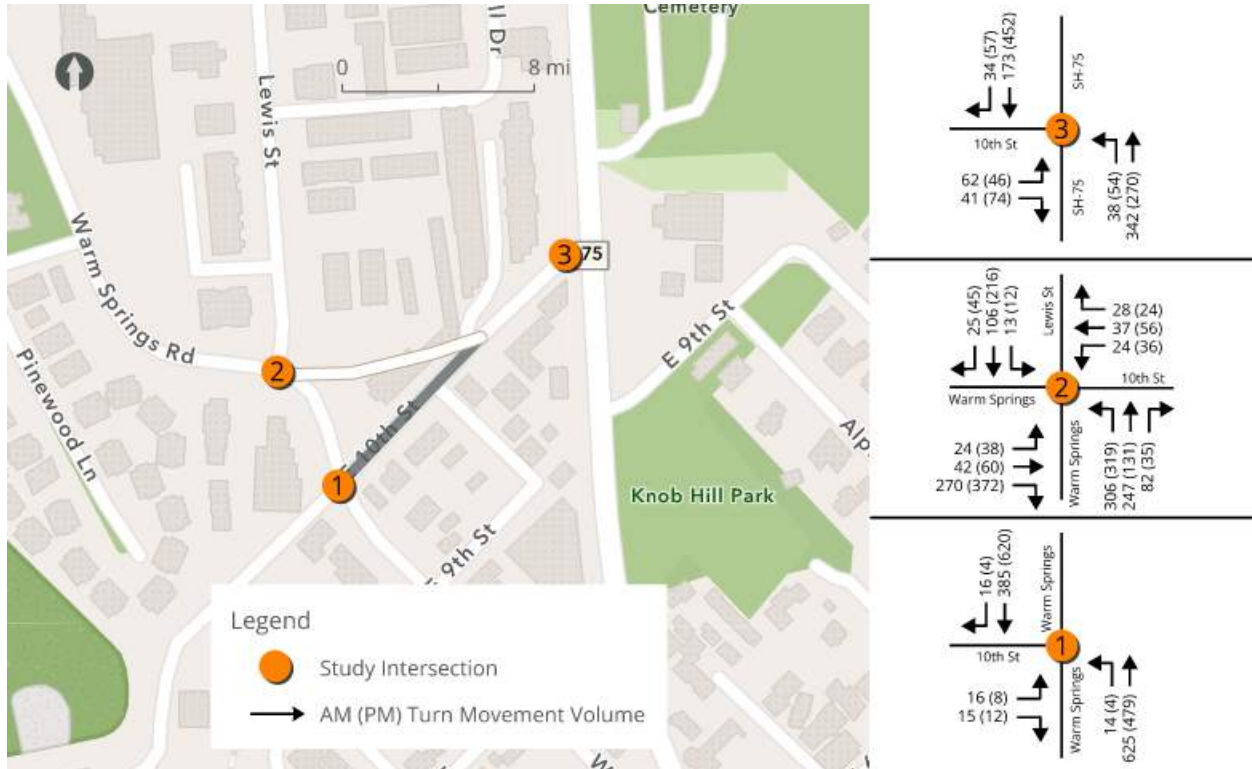 Cemetery
ll Dr
0 8 mi
Lewis St
Warm Springs Rd
3
75
E 9th St
2
Pinewood Ln
E 10th St
Alp
1
Knob Hill Park
E 9th St
W
Legend
Study Intersection
AM (PM) Turn Movement Volume
34 (57)
173 (452)
SH-75
3
10th St
62 (46)
41 (74)
SH-75
38 (54)
342 (270)
25 (45)
106 (216)
13 (12)
Lewis St
28 (24)
37 (56)
24 (36)
2
10th St
Warm Springs
24 (38)
42 (60)
270 (372)
Warm Springs
306 (319)
247 (131)
82 (35)
16 (4)
385 (620)
Warm Springs
1
10th St
16 (8)
15 (12)
Warm Springs
14 (4)
625 (479)